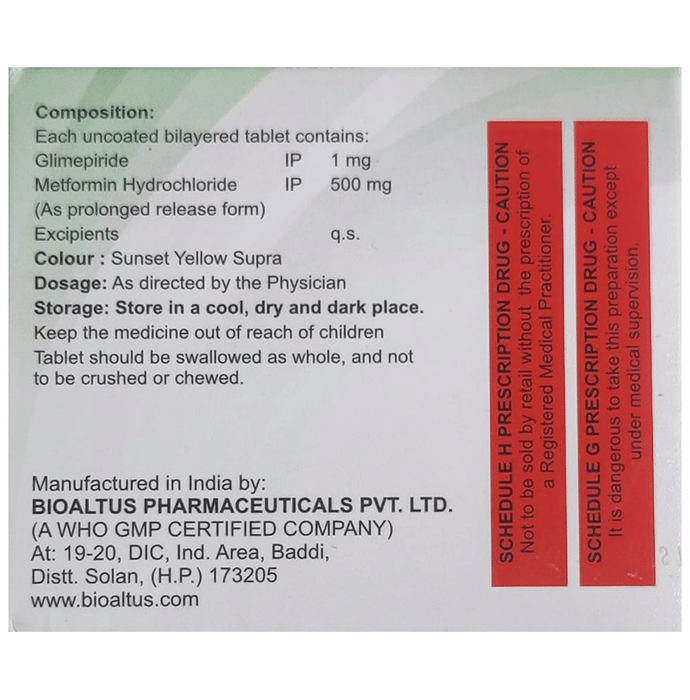 Composition:
Each uncoated bilayered tablet contains:
Glimepiride IP 1 mg
Metformin Hydrochloride IP 500 mg
(As prolonged release form)
Excipients q.s.
Colour : Sunset Yellow Supra
Dosage: As directed by the Physician
Storage: Store in a cool, dry and dark place.
Keep the medicine out of reach of children
Tablet should be swallowed as whole, and not
to be crushed or chewed.
Manufactured in India by:
BIOALTUS PHARMACEUTICALS PVT. LTD.
(A WHO GMP CERTIFIED COMPANY)
At: 19-20, DIC, Ind. Area, Baddi,
Distt. Solan, (H.P.) 173205
www.bioaltus.com
SCHEDULE H PRESCRIPTION DRUG - CAUTION
Not to be sold by retail without the prescription of
a Registered Medical Practitioner.
SCHEDULE G PRESCRIPTION DRUG - CAUTION
It is dangerous to take this preparation except
under medical supervision.